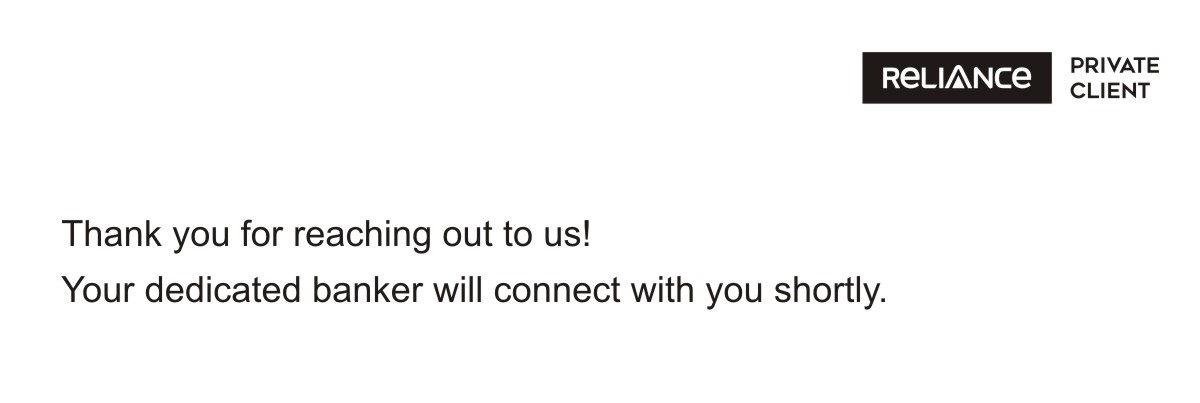 RELIANCE PRIVATE
CLIENT
Thank you for reaching out to us!
Your dedicated banker will connect with you shortly.